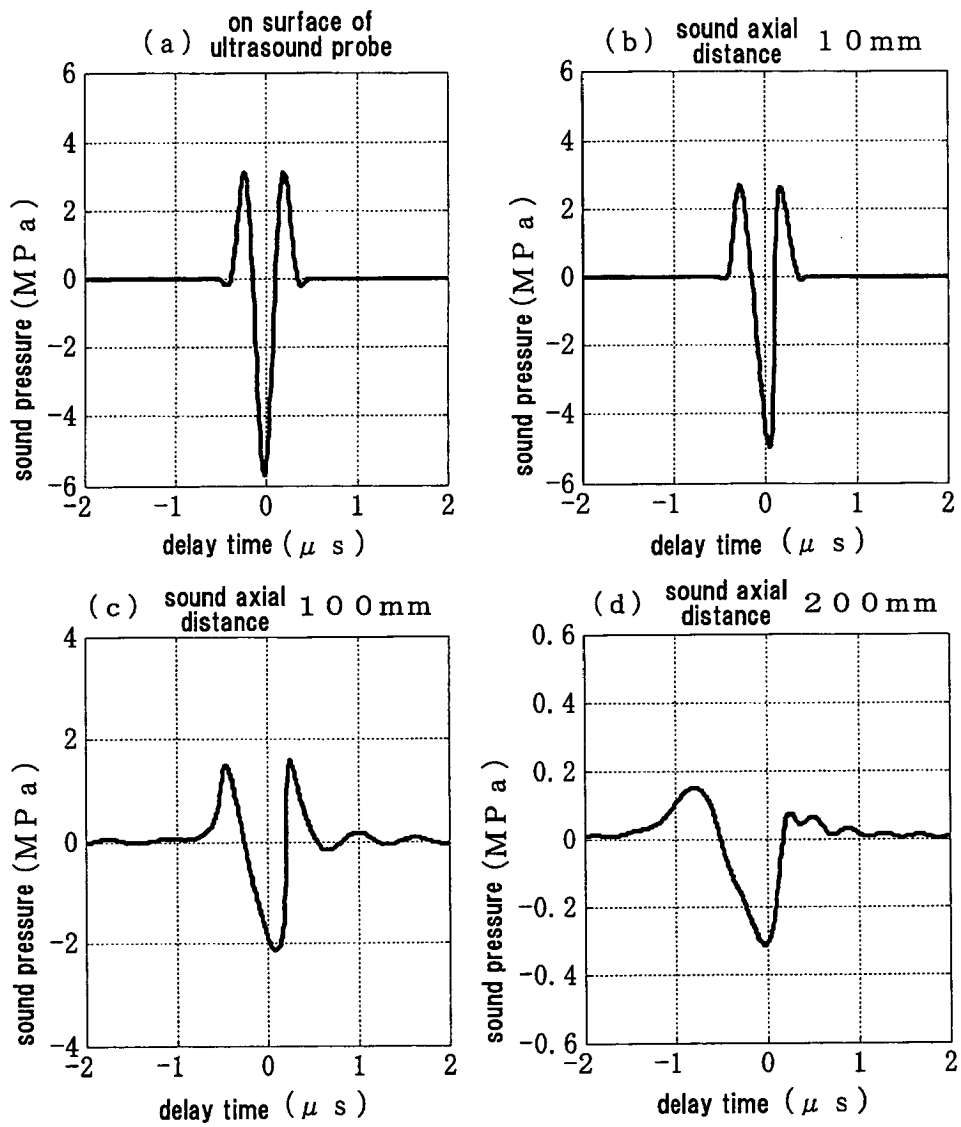 (a) on surface of ultrasound probe
6
4
2
0
-2
-4
-6
sound pressure (MPa)
-2 -1 0 1 2
delay time (μs)
(b) sound axial distance 10mm
6
4
2
0
-2
-4
-6
sound pressure (MPa)
-2 -1 0 1 2
delay time (μs)
(c) sound axial distance 100mm
4
2
0
-2
-4
sound pressure (MPa)
-2 -1 0 1 2
delay time (μs)
(d) sound axial distance 200mm
0.6
0.4
0.2
0
-0.2
-0.4
-0.6
sound pressure (MPa)
-2 -1 0 1 2
delay time (μs)